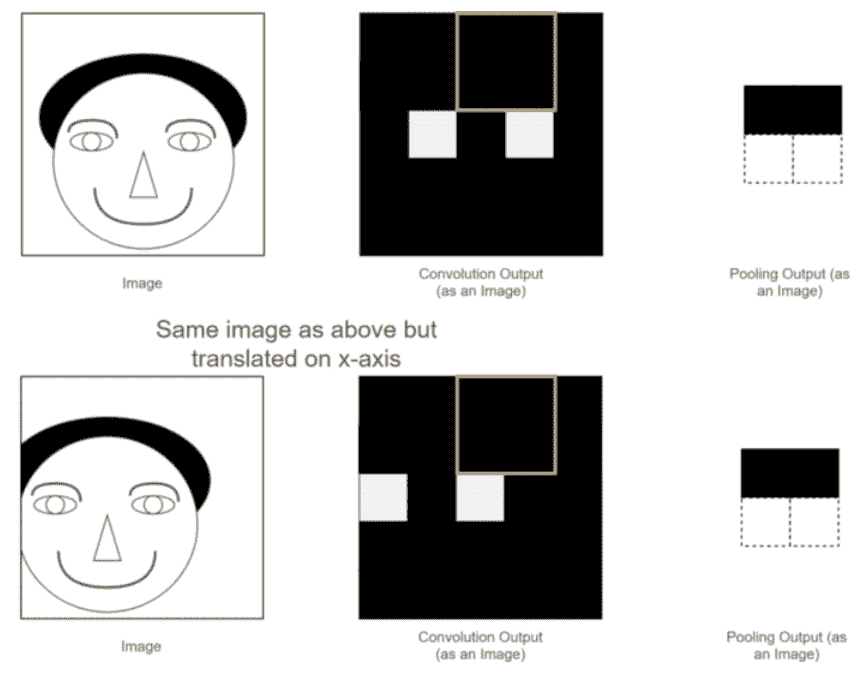 Image
Convolution Output
(as an Image)
Pooling Output (as
an Image)
Same image as above but
translated on x-axis
Image
Convolution Output
(as an Image)
Pooling Output (as
an Image)